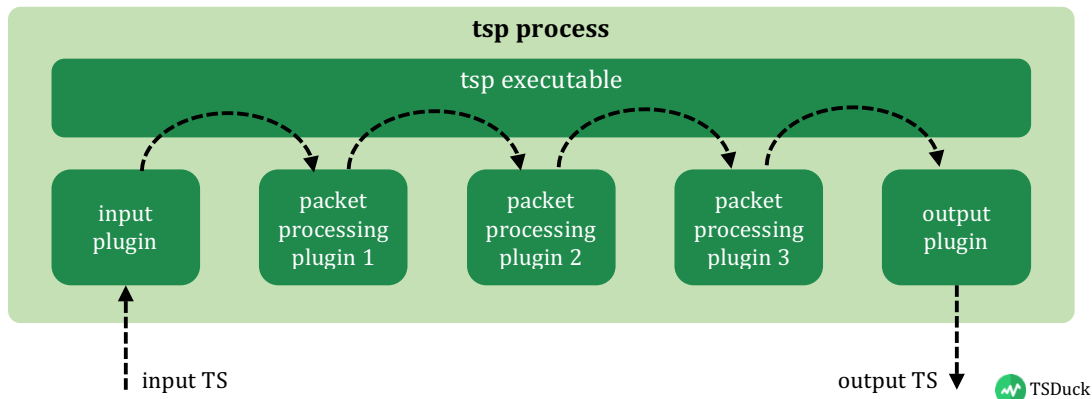 tsp process
tsp executable
input
plugin
packet
processing
plugin 1
packet
processing
plugin 2
packet
processing
plugin 3
output
plugin
input TS
output TS
TSDuck